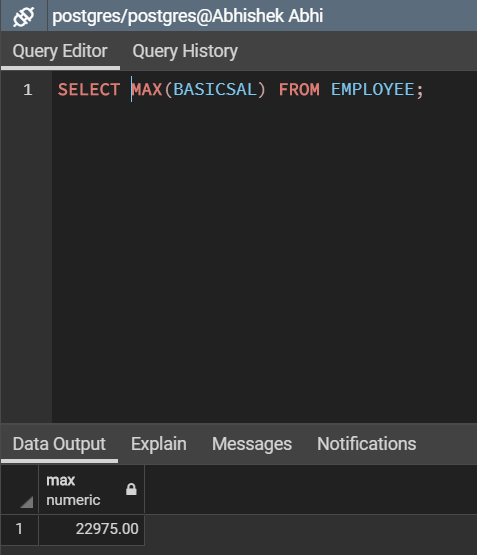 postgres/postgres@Abhishek Abhi
Query Editor Query History
1 SELECT MAX(BASICSAL) FROM EMPLOYEE;
Data Output Explain Messages Notifications
max
numeric
1 22975.00